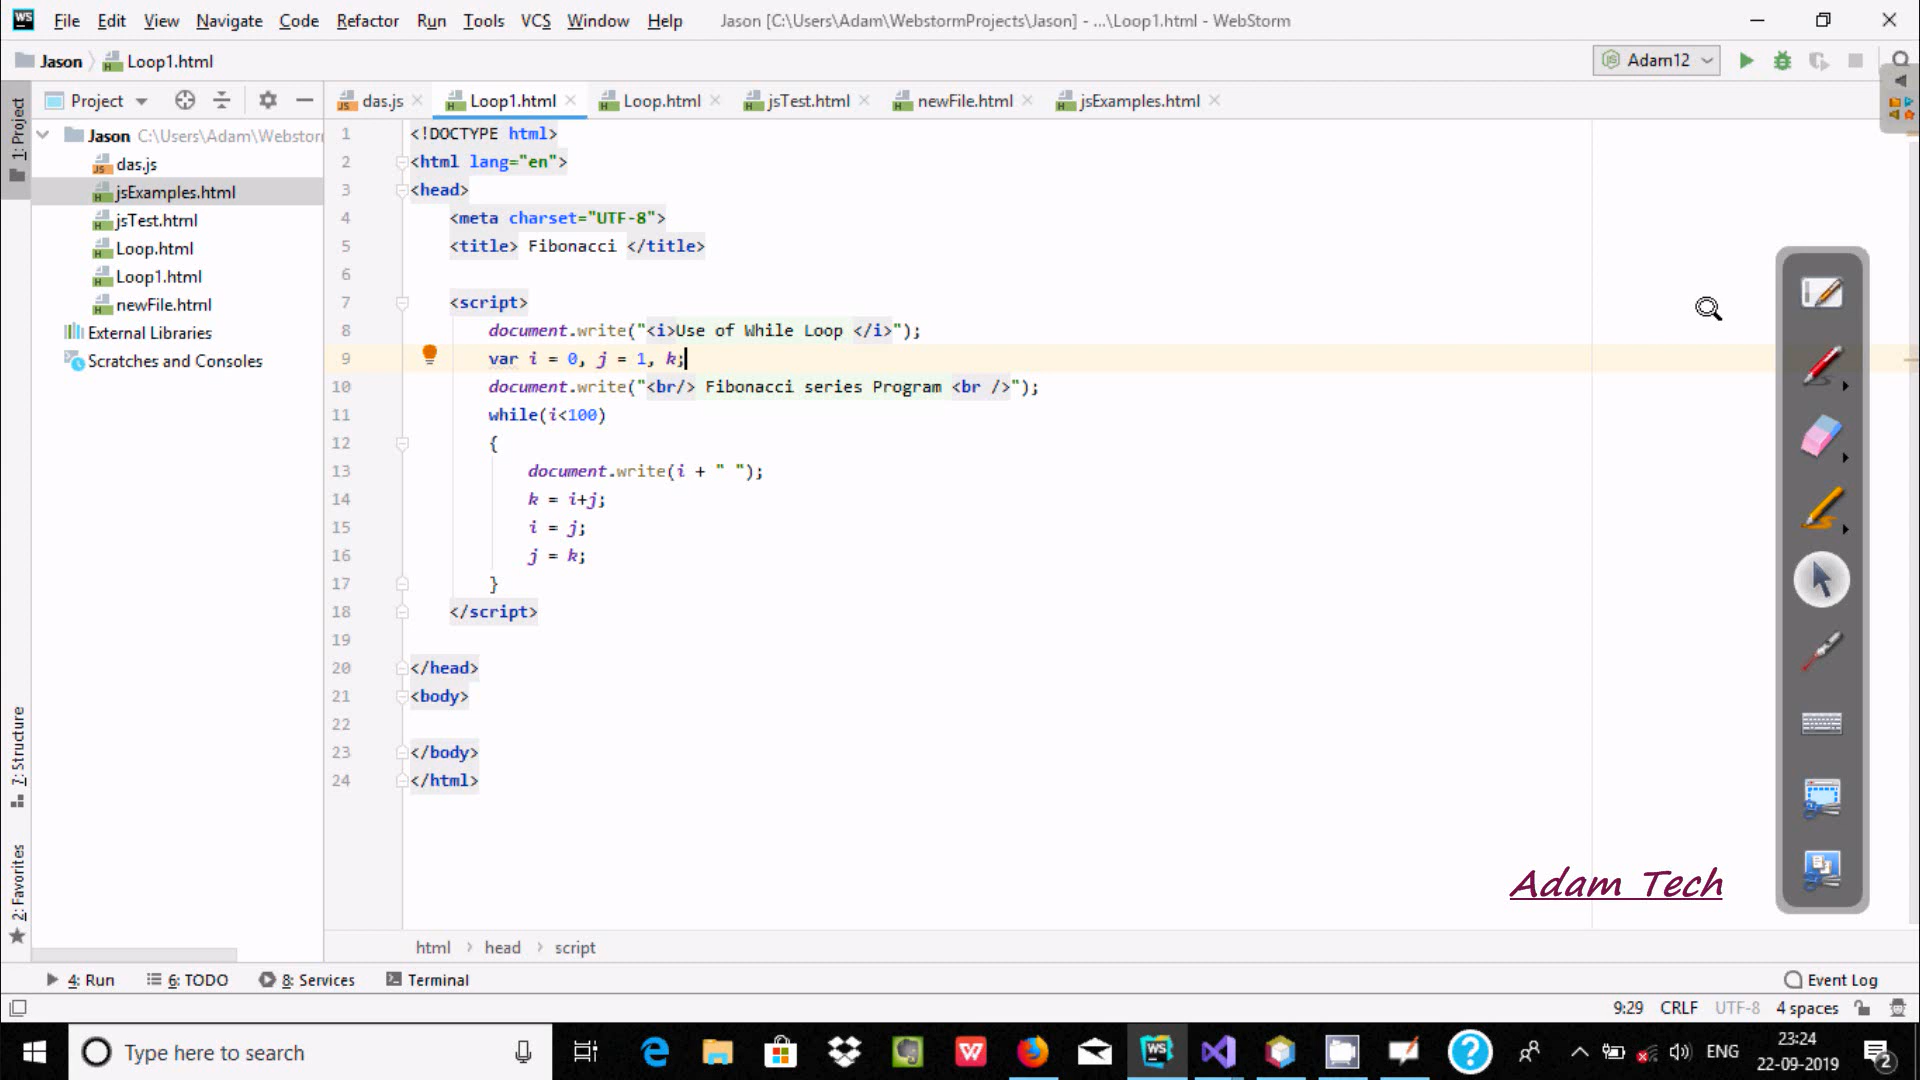 WS File Edit View Navigate Code Refactor Run Tools VCS Window Help Jason [C:\Users\Adam\WebstormProjects\Jason] - ...\Loop1.html - WebStorm
Jason Loop1.html Adam12
Project das.js Loop1.html Loop.html jsTest.html newFile.html jsExamples.html
1: Project
Jason C:\Users\Adam\Webstor
das.js
jsExamples.html
jsTest.html
Loop.html
Loop1.html
newFile.html
External Libraries
Scratches and Consoles
7: Structure
2: Favorites
1 <!DOCTYPE html>
2 <html lang="en">
3 <head>
4 <meta charset="UTF-8">
5 <title> Fibonacci </title>
6
7 <script>
8 document.write("<i>Use of While Loop </i>");
9 var i = 0, j = 1, k;
10 document.write("<br/> Fibonacci series Program <br />");
11 while(i<100)
12 {
13 document.write(i + " ");
14 k = i+j;
15 i = j;
16 j = k;
17 }
18 </script>
19
20 </head>
21 <body>
22
23 </body>
24 </html>
Adam Tech
html head script
4: Run 6: TODO 8: Services Terminal Event Log
9:29 CRLF UTF-8 4 spaces
Type here to search ENG 23:24
22-09-2019 2